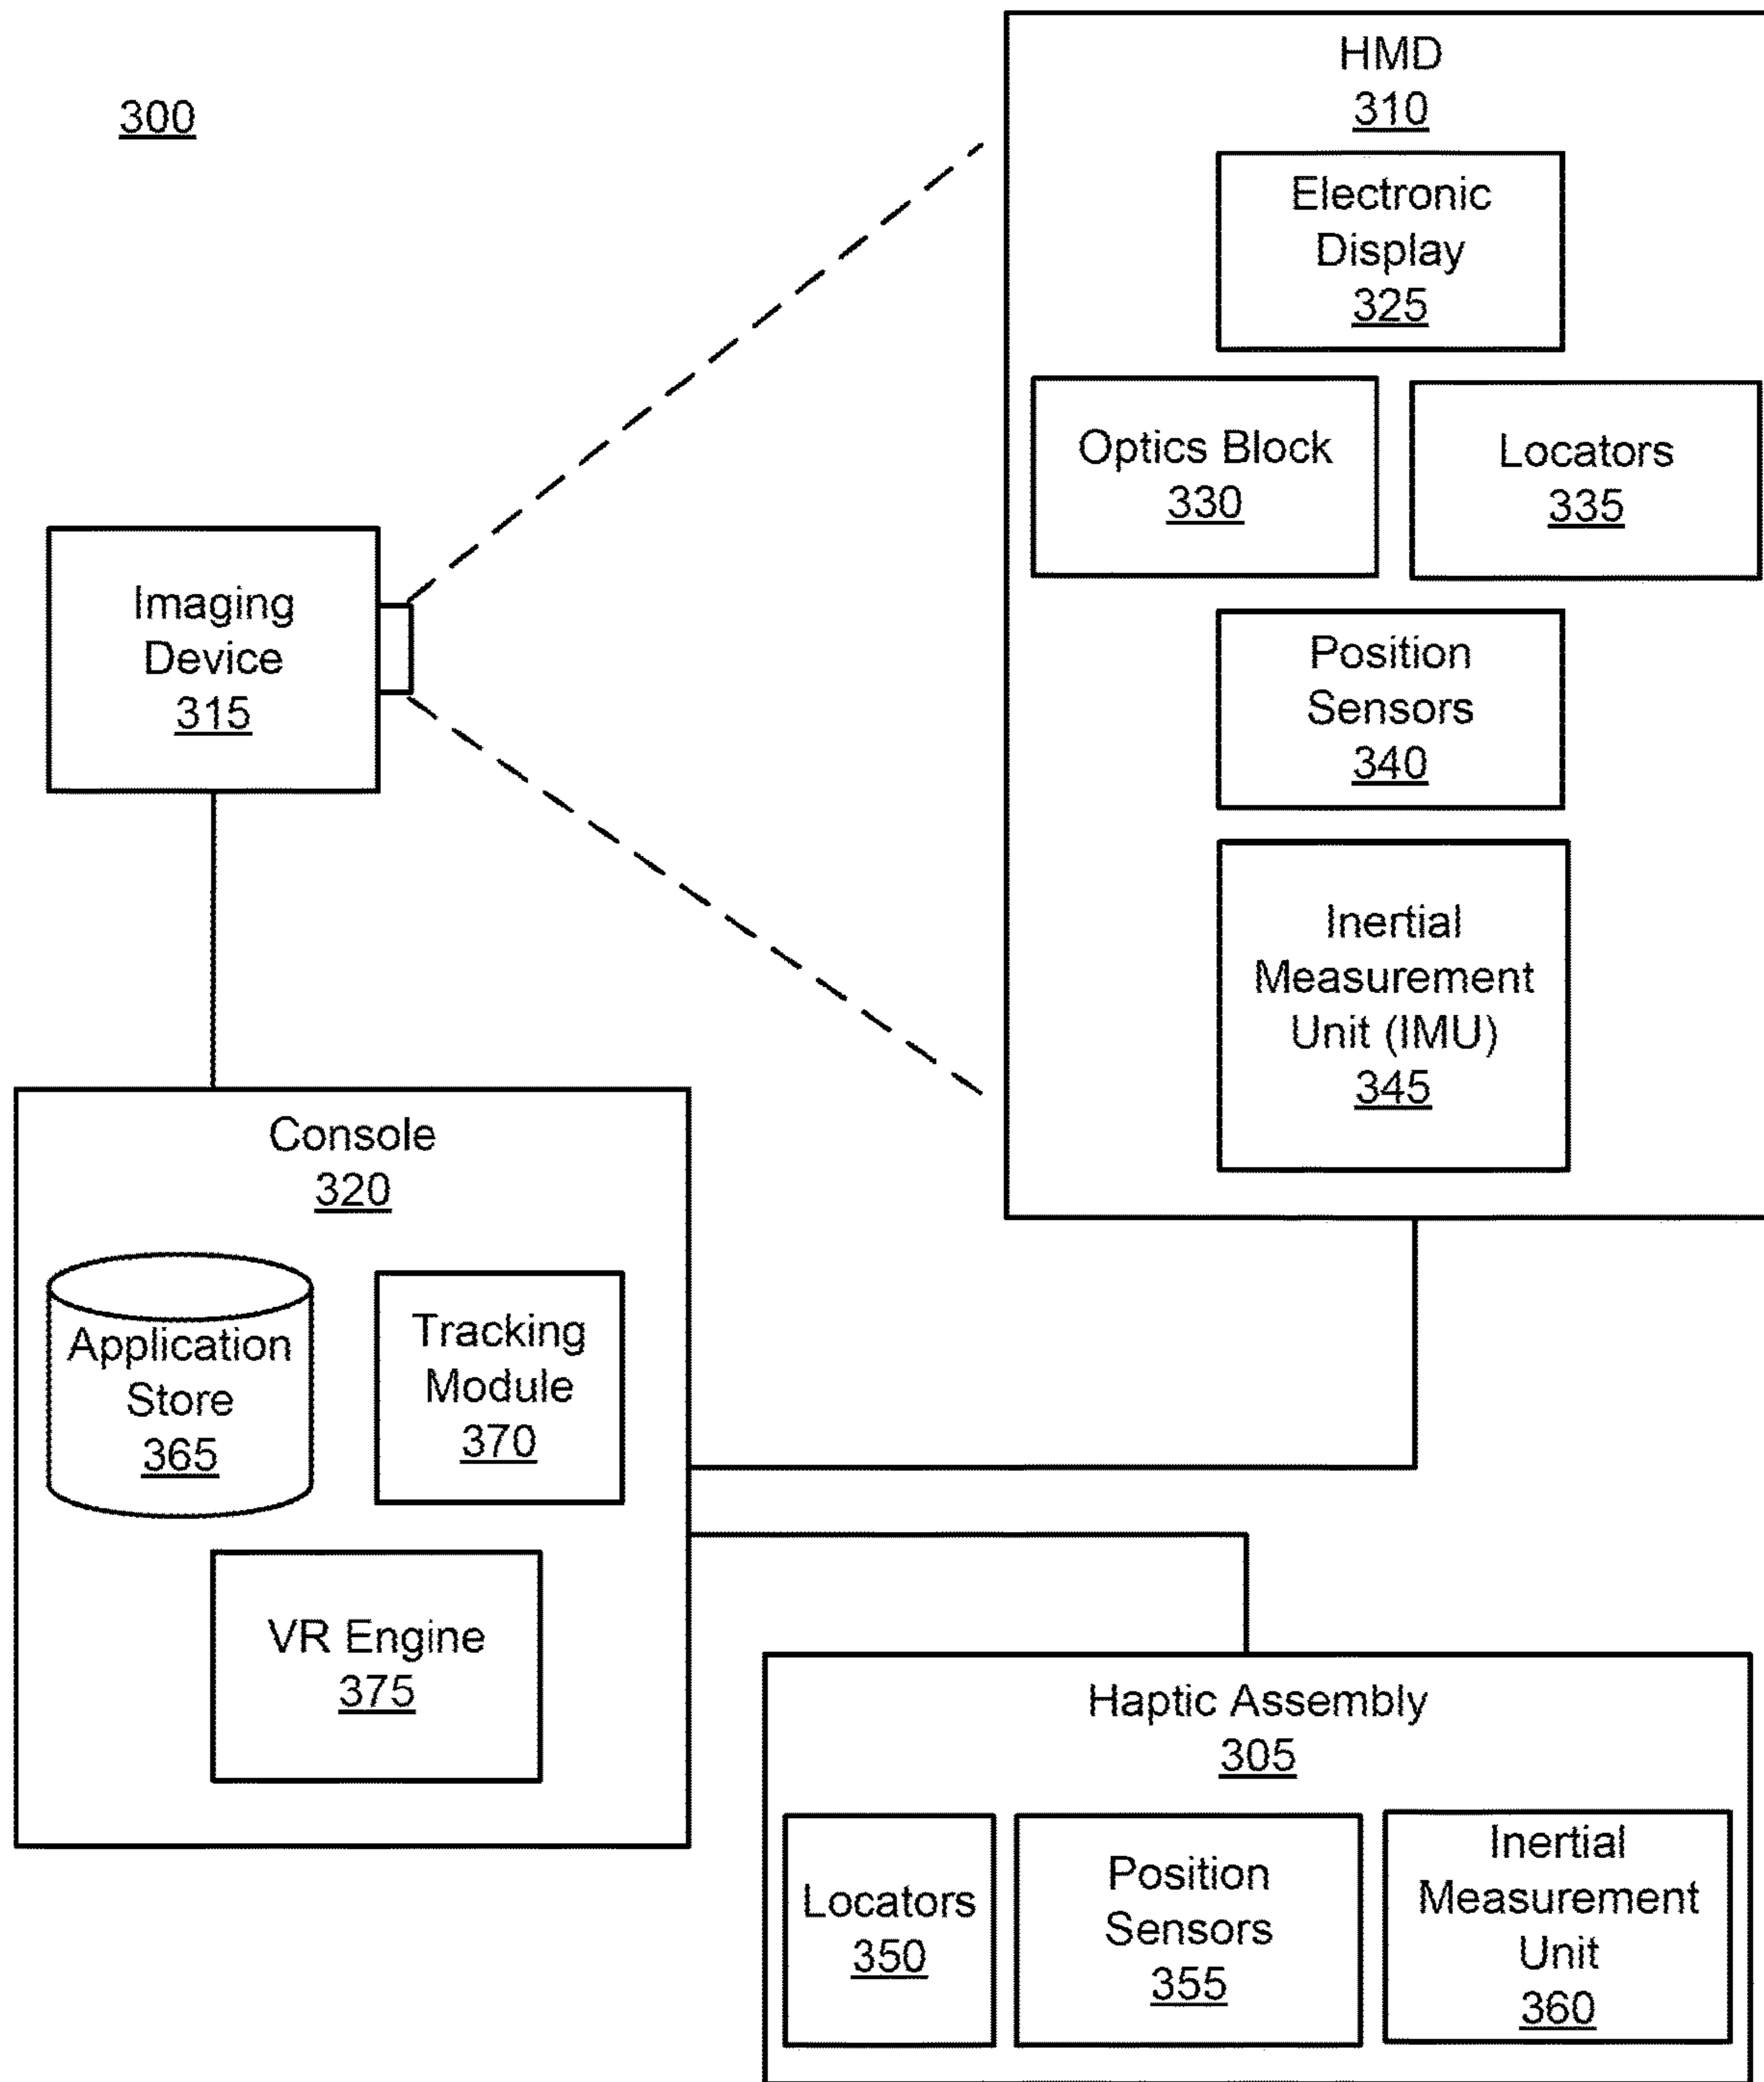 300
HMD
310
Electronic
Display
325
Optics Block
330
Locators
335
Position
Sensors
340
Inertial
Measurement
Unit (IMU)
345
Imaging
Device
315
Console
320
Application
Store
365
Tracking
Module
370
VR Engine
375
Haptic Assembly
305
Locators
350
Position
Sensors
355
Inertial
Measurement
Unit
360